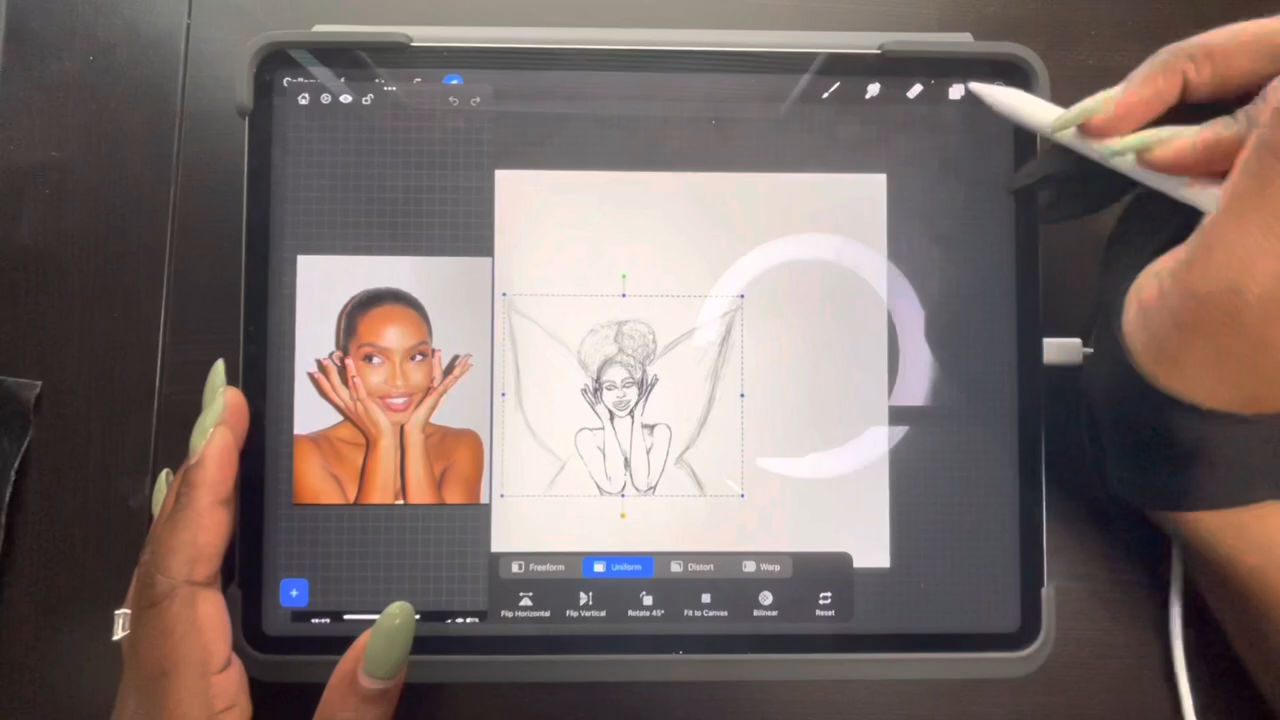 Freeform Uniform Distort Warp
Flip Horizontal Flip Vertical Rotate 45° Fit to Canvas Bilinear Reset